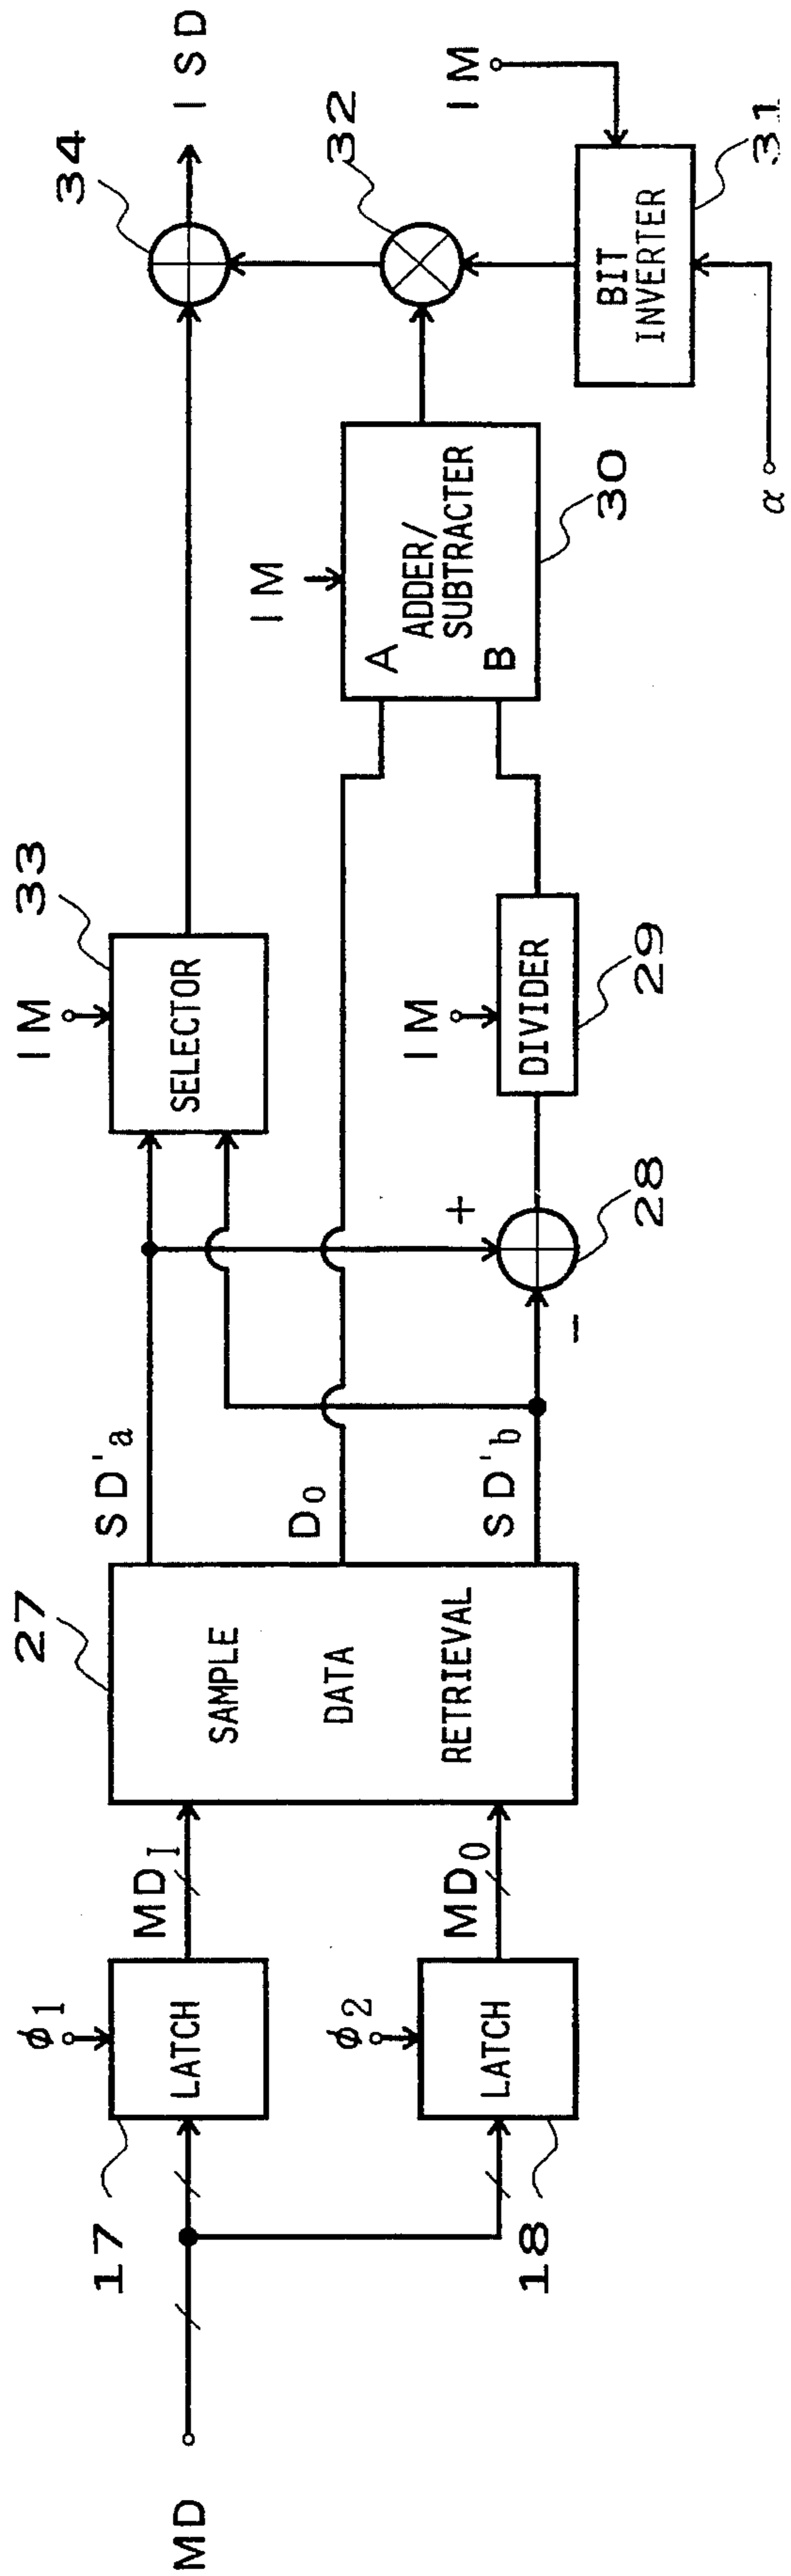 MD
17
LATCH
ϕ1
MDI
18
LATCH
ϕ2
MD0
27
SAMPLE
DATA
RETRIEVAL
SD'a
D0
SD'b
28
+
−
IM
33
SELECTOR
IM
DIVIDER
29
IM
A
B
ADDER/
SUBTRACTER
30
34
ISD
32
IM
BIT
INVERTER
31
α